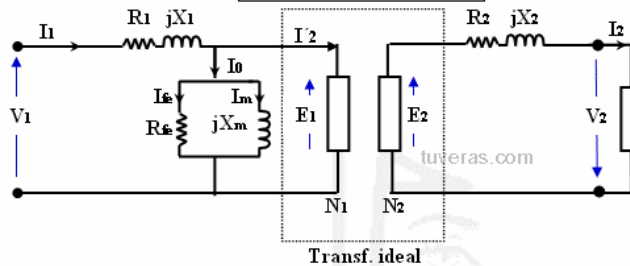 R1 jX1
R2 jX2
I1
I´2
I2
I0
Ife
Im
V1
Rfe
jXm
E1
E2
V2
tuveras.com
N1
N2
Transf. ideal